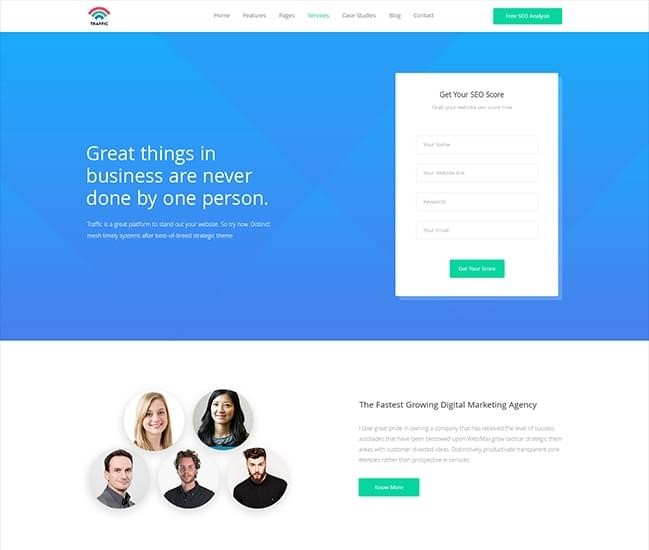 TRAFFIC
Home Features Pages Services Case Studies Blog Contact
Free SEO Analysis
Great things in
business are never
done by one person.
Traffic is a great platform to stand out your website. So try now. Distinct
mesh timely systems after best-of-breed strategic theme
Get Your SEO Score
Grab your website seo score now
Your Name
Your Website link
Keywords
Your Email
Get Your Score
The Fastest Growing Digital Marketing Agency
I take great pride in owning a company that has received the level of success
accolades that have been bestowed upon WebiMax.grow tactical strategic them
areas with customer directed ideas. Distinctively productivate transparent core
rather than prospective e-services.
Know More